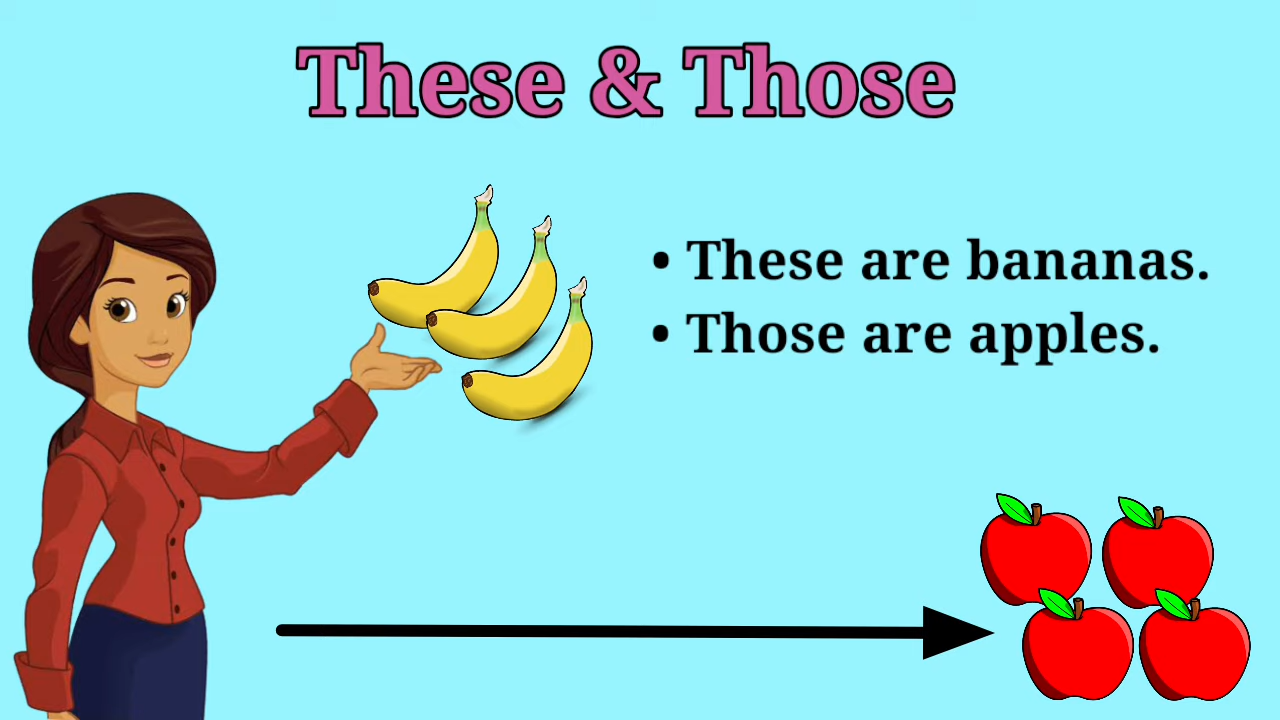 These & Those
• These are bananas.
• Those are apples.